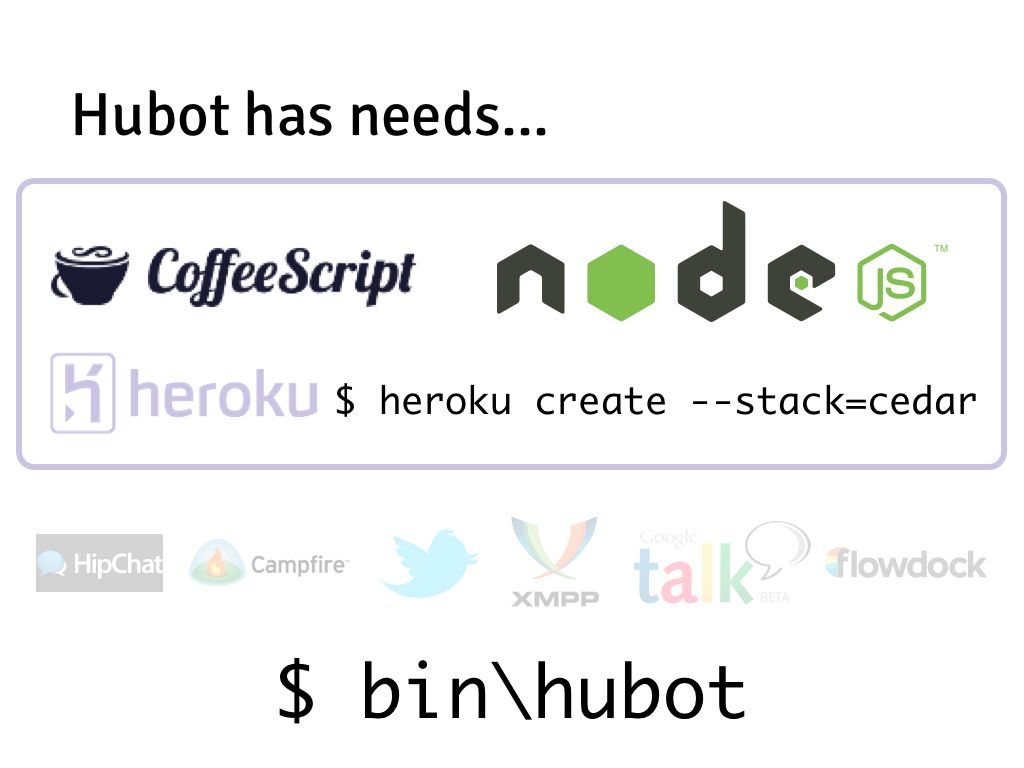 Hubot has needs...
CoffeeScript
node JS ™
heroku $ heroku create --stack=cedar
HipChat Campfire™ XMPP Google talk BETA flowdock
$ bin\hubot